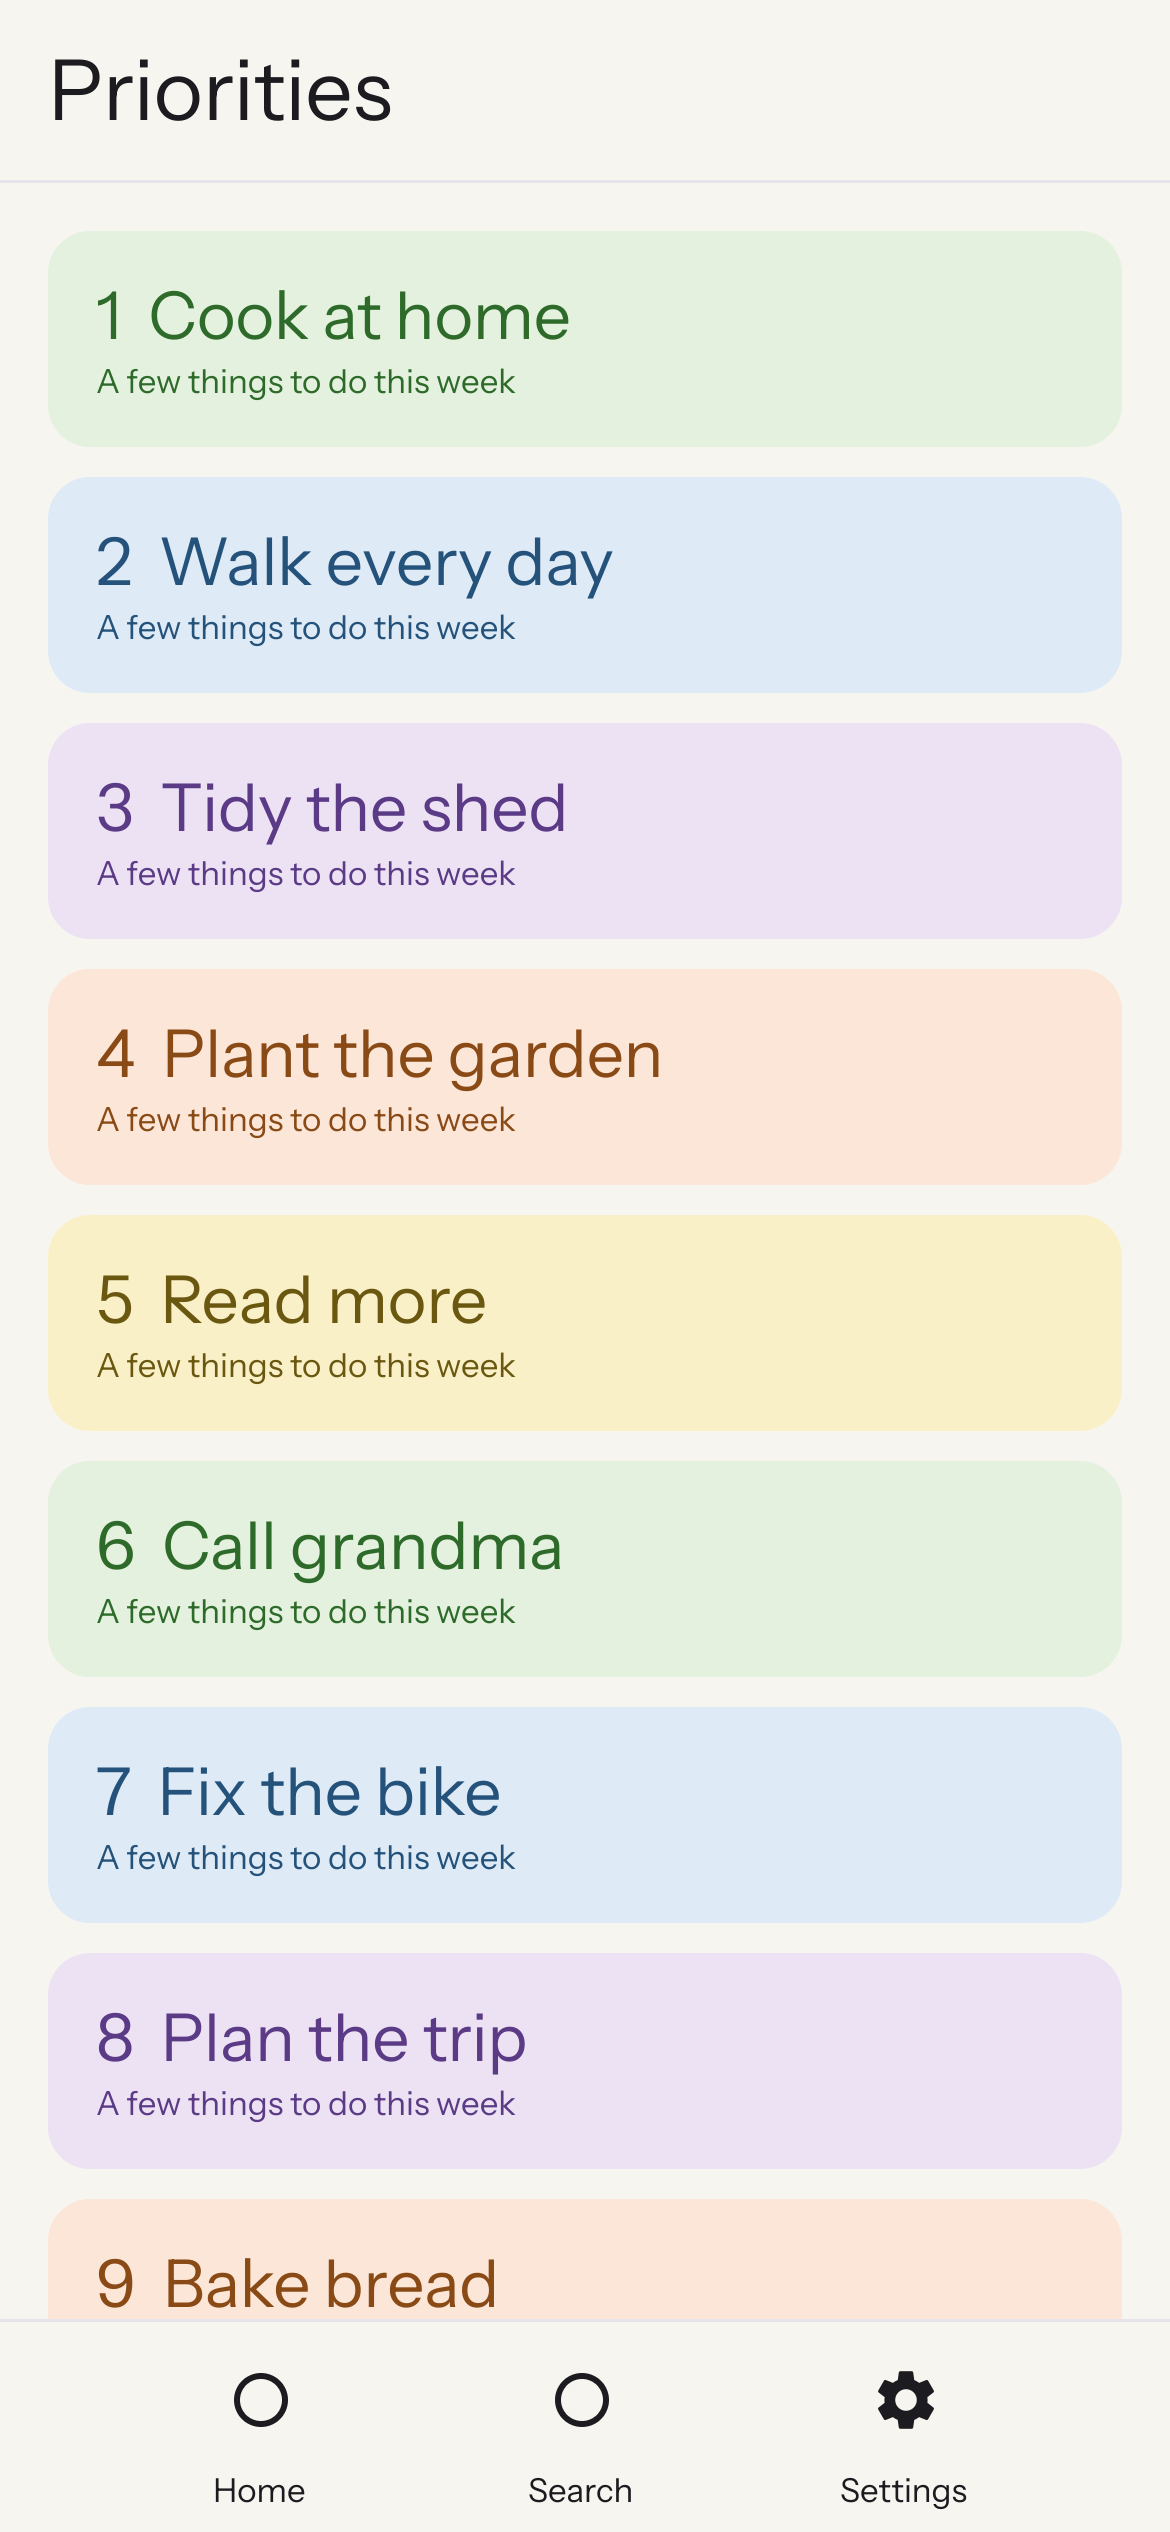 Priorities
1 Cook at home
A few things to do this week
2 Walk every day
A few things to do this week
3 Tidy the shed
A few things to do this week
4 Plant the garden
A few things to do this week
5 Read more
A few things to do this week
6 Call grandma
A few things to do this week
7 Fix the bike
A few things to do this week
8 Plan the trip
A few things to do this week
9 Bake bread
Home Search Settings